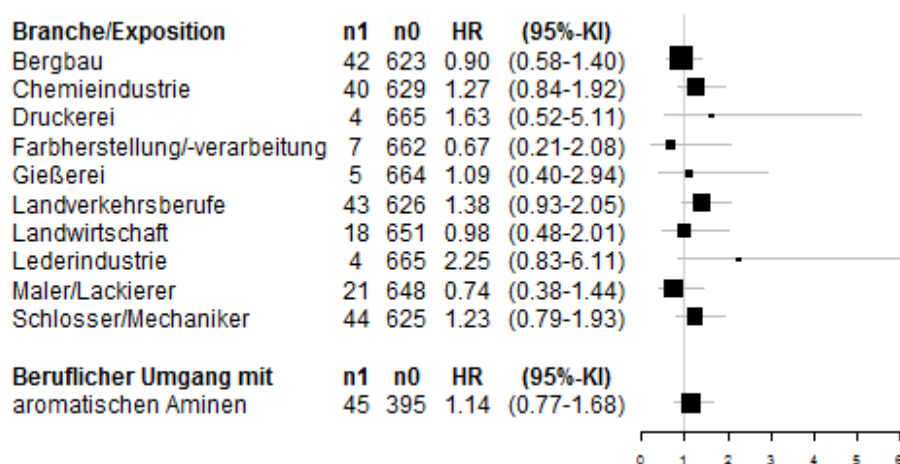 Branche/Exposition n1 n0 HR (95%-KI)
Bergbau 42 623 0.90 (0.58-1.40)
Chemieindustrie 40 629 1.27 (0.84-1.92)
Druckerei 4 665 1.63 (0.52-5.11)
Farbherstellung/-verarbeitung 7 662 0.67 (0.21-2.08)
Gießerei 5 664 1.09 (0.40-2.94)
Landverkehrsberufe 43 626 1.38 (0.93-2.05)
Landwirtschaft 18 651 0.98 (0.48-2.01)
Lederindustrie 4 665 2.25 (0.83-6.11)
Maler/Lackierer 21 648 0.74 (0.38-1.44)
Schlosser/Mechaniker 44 625 1.23 (0.79-1.93)
Beruflicher Umgang mit n1 n0 HR (95%-KI)
aromatischen Aminen 45 395 1.14 (0.77-1.68)
0 1 2 3 4 5 6